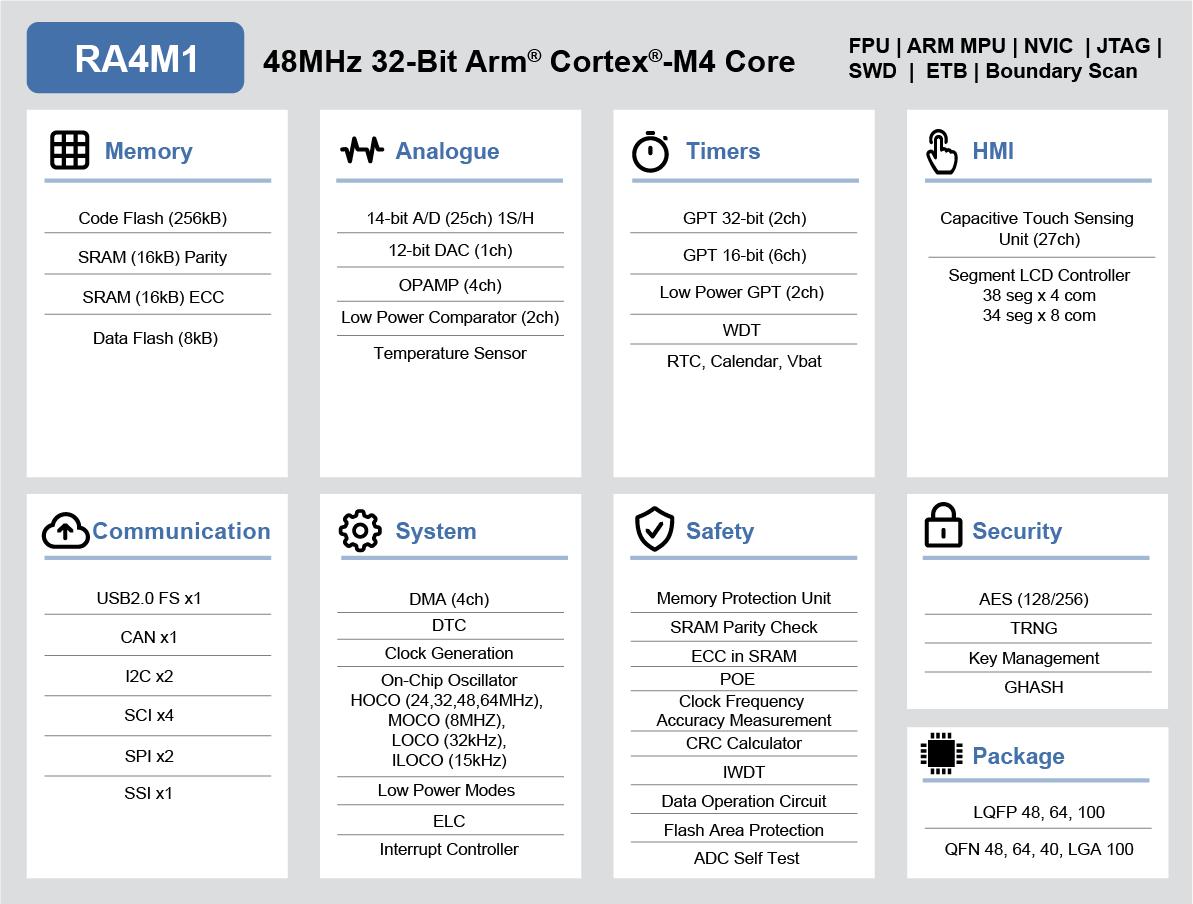 RA4M1
48MHz 32-Bit Arm® Cortex®-M4 Core
FPU | ARM MPU | NVIC | JTAG |
SWD | ETB | Boundary Scan
Memory
Code Flash (256kB)
SRAM (16kB) Parity
SRAM (16kB) ECC
Data Flash (8kB)
Analogue
14-bit A/D (25ch) 1S/H
12-bit DAC (1ch)
OPAMP (4ch)
Low Power Comparator (2ch)
Temperature Sensor
Timers
GPT 32-bit (2ch)
GPT 16-bit (6ch)
Low Power GPT (2ch)
WDT
RTC, Calendar, Vbat
HMI
Capacitive Touch Sensing
Unit (27ch)
Segment LCD Controller
38 seg x 4 com
34 seg x 8 com
Communication
USB2.0 FS x1
CAN x1
I2C x2
SCI x4
SPI x2
SSI x1
System
DMA (4ch)
DTC
Clock Generation
On-Chip Oscillator
HOCO (24,32,48,64MHz),
MOCO (8MHZ),
LOCO (32kHz),
ILOCO (15kHz)
Low Power Modes
ELC
Interrupt Controller
Safety
Memory Protection Unit
SRAM Parity Check
ECC in SRAM
POE
Clock Frequency
Accuracy Measurement
CRC Calculator
IWDT
Data Operation Circuit
Flash Area Protection
ADC Self Test
Security
AES (128/256)
TRNG
Key Management
GHASH
Package
LQFP 48, 64, 100
QFN 48, 64, 40, LGA 100